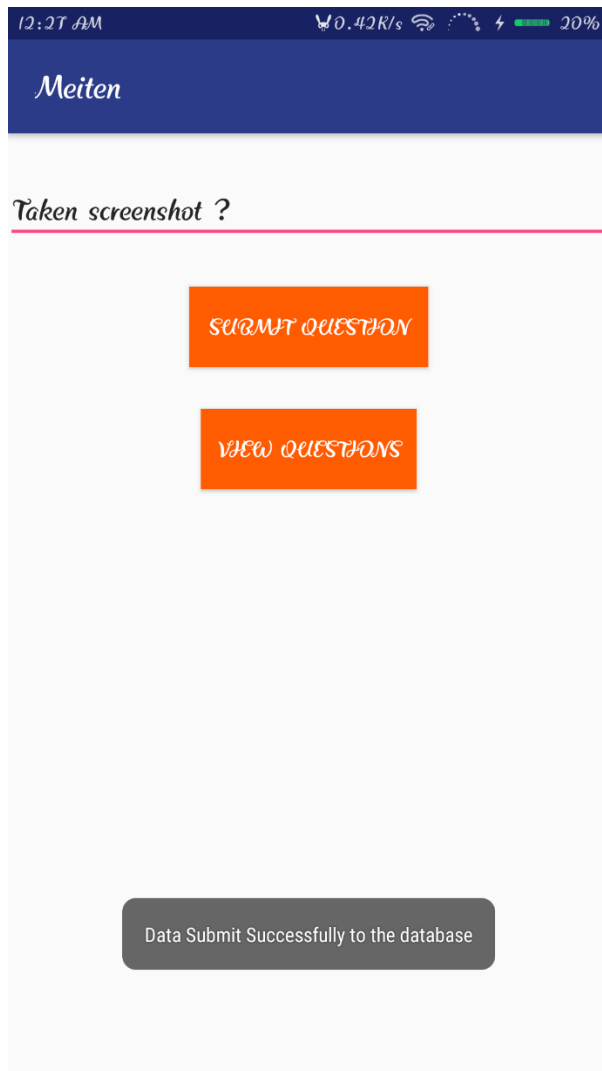 12:27 AM 0.42K/s 20%
Meiten
Taken screenshot ?
SUBMIT QUESTION
VIEW QUESTIONS
Data Submit Successfully to the database